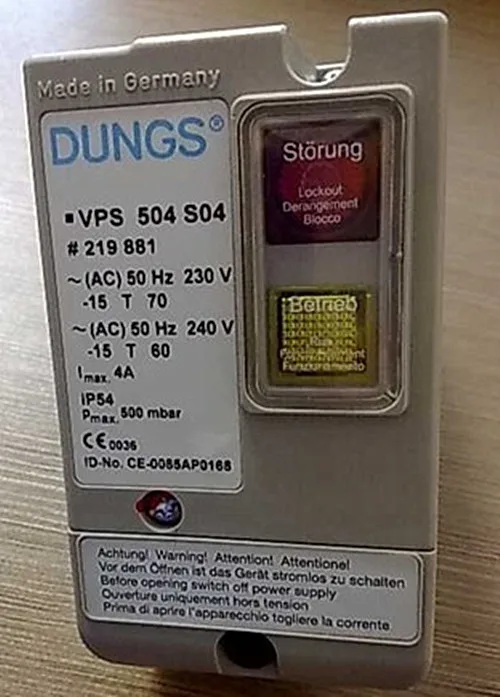 Made in Germany
DUNGS®
▪VPS 504 S04
# 219 881
~(AC) 50 Hz 230 V
-15 T 70
~(AC) 50 Hz 240 V
-15 T 60
Imax. 4A
IP54
Pmax. 500 mbar
CE 0036
ID-No. CE-0085AP0168
Störung
Lockout
Derangement
Blocco
Betrieb
Run
Fonctionnement
Funzionamento
Achtung! Warning! Attention! Attentione!
Vor dem Öffnen ist das Gerät stromlos zu schalten
Before opening switch off power supply
Ouverture uniquement hors tension
Prima di aprire l'apparecchio togliere la corrente